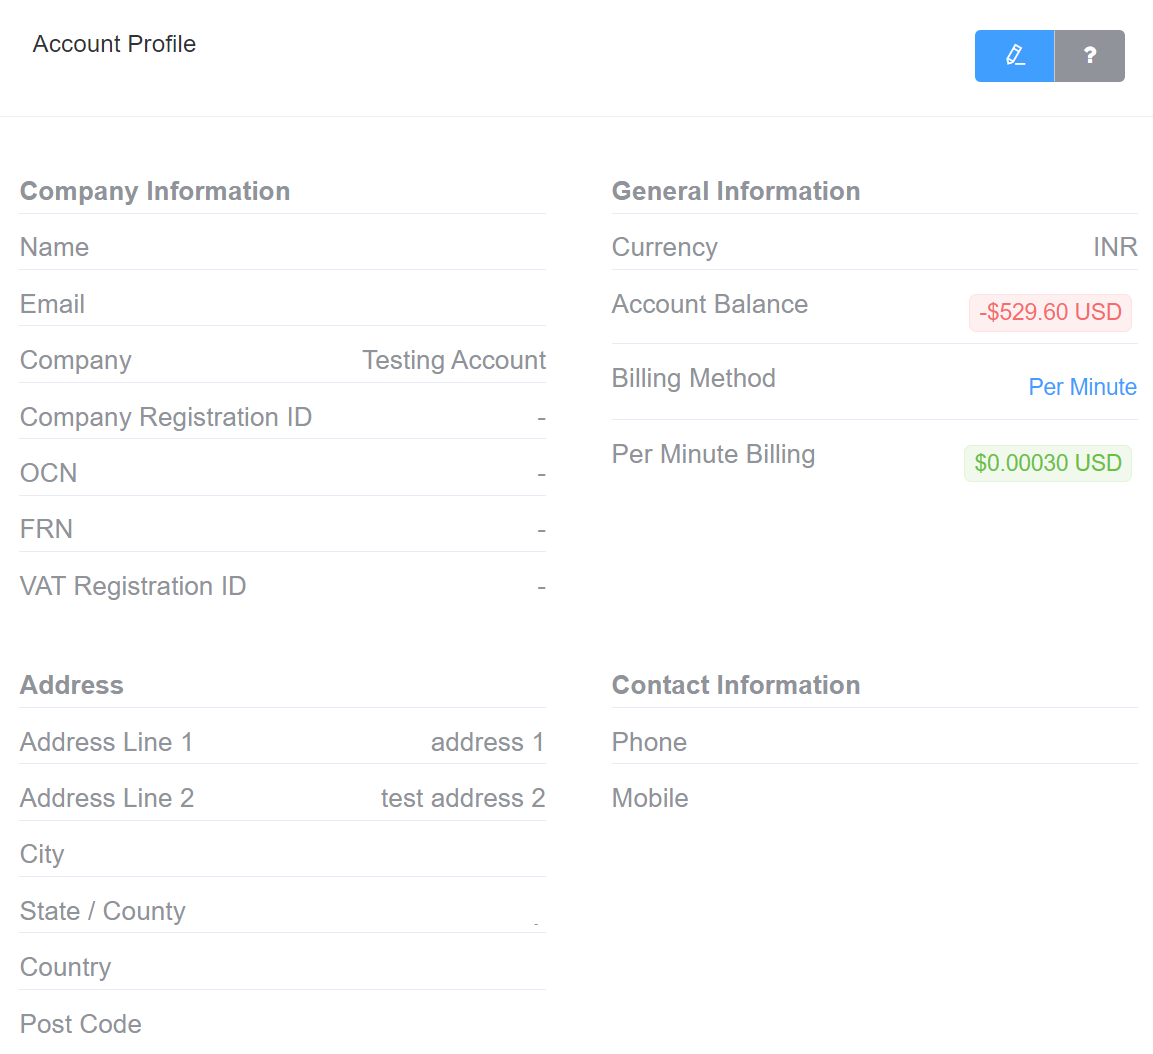 Account Profile
?
Company Information
Name
Email
Company Testing Account
Company Registration ID -
OCN -
FRN -
VAT Registration ID -
General Information
Currency INR
Account Balance -$529.60 USD
Billing Method Per Minute
Per Minute Billing $0.00030 USD
Address
Address Line 1 address 1
Address Line 2 test address 2
City
State / County -
Country
Post Code
Contact Information
Phone
Mobile